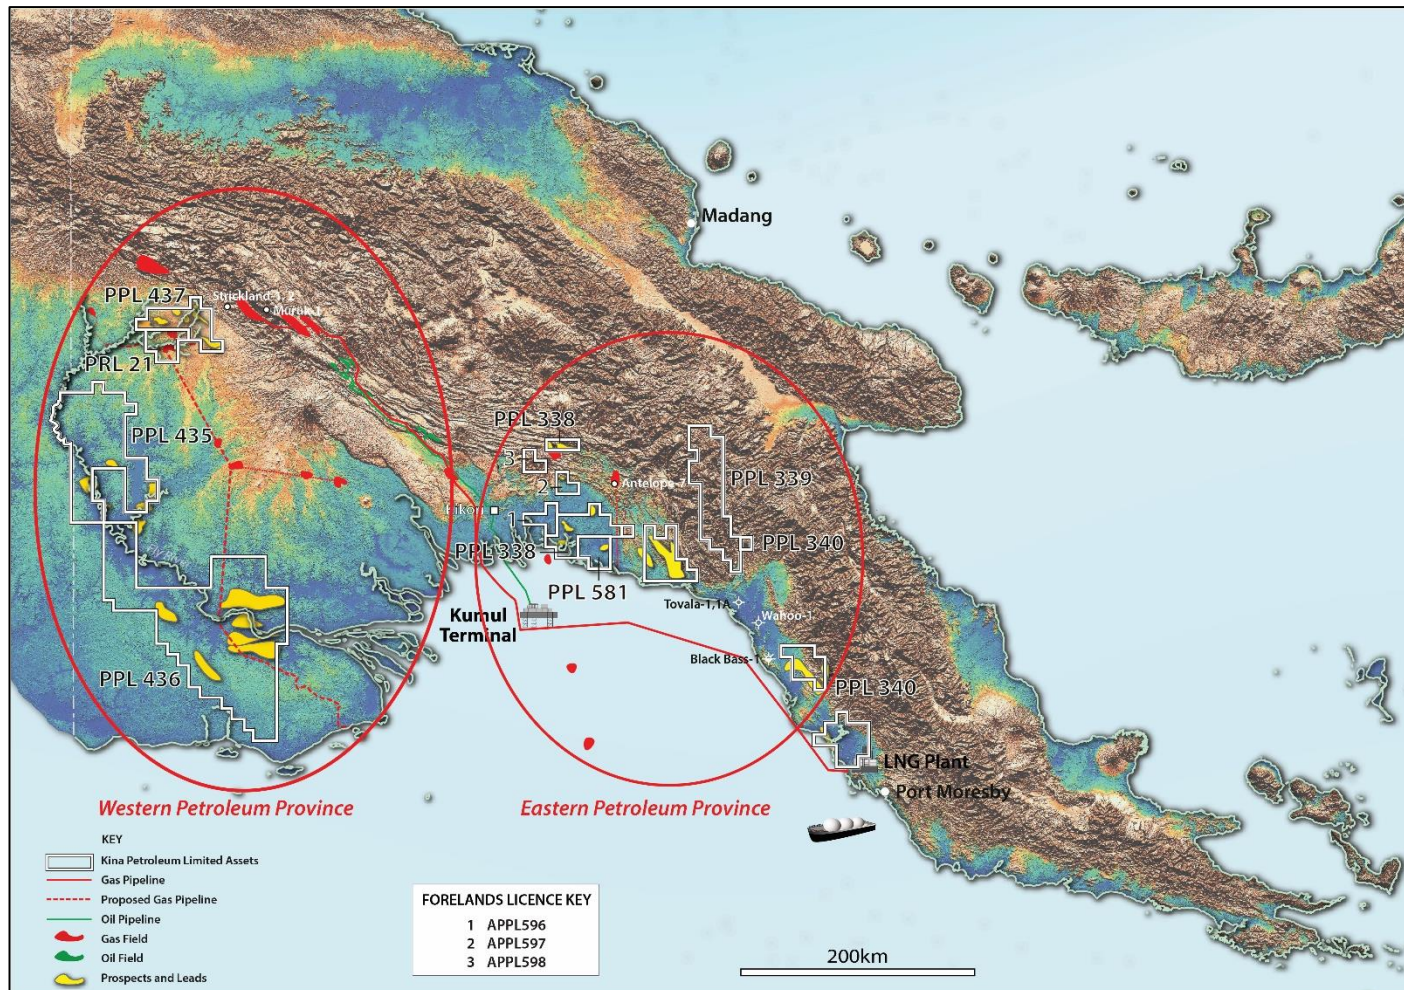 Madang
PPL 437
Strickland-1, 2
Muruk-1
PRL 21
PPL 435
PPL 338
3
2
Antelope-7
PPL 339
Kikori
1
PPL 338
PPL 340
PPL 581
Tovala-1,1A
Kumul
Terminal
Wahoo-1
Black Bass-1
PPL 436
PPL 340
LNG Plant
Port Moresby
Western Petroleum Province
Eastern Petroleum Province
KEY
Kina Petroleum Limited Assets
Gas Pipeline
Proposed Gas Pipeline
Oil Pipeline
Gas Field
Oil Field
Prospects and Leads
FORELANDS LICENCE KEY
1 APPL596
2 APPL597
3 APPL598
200km